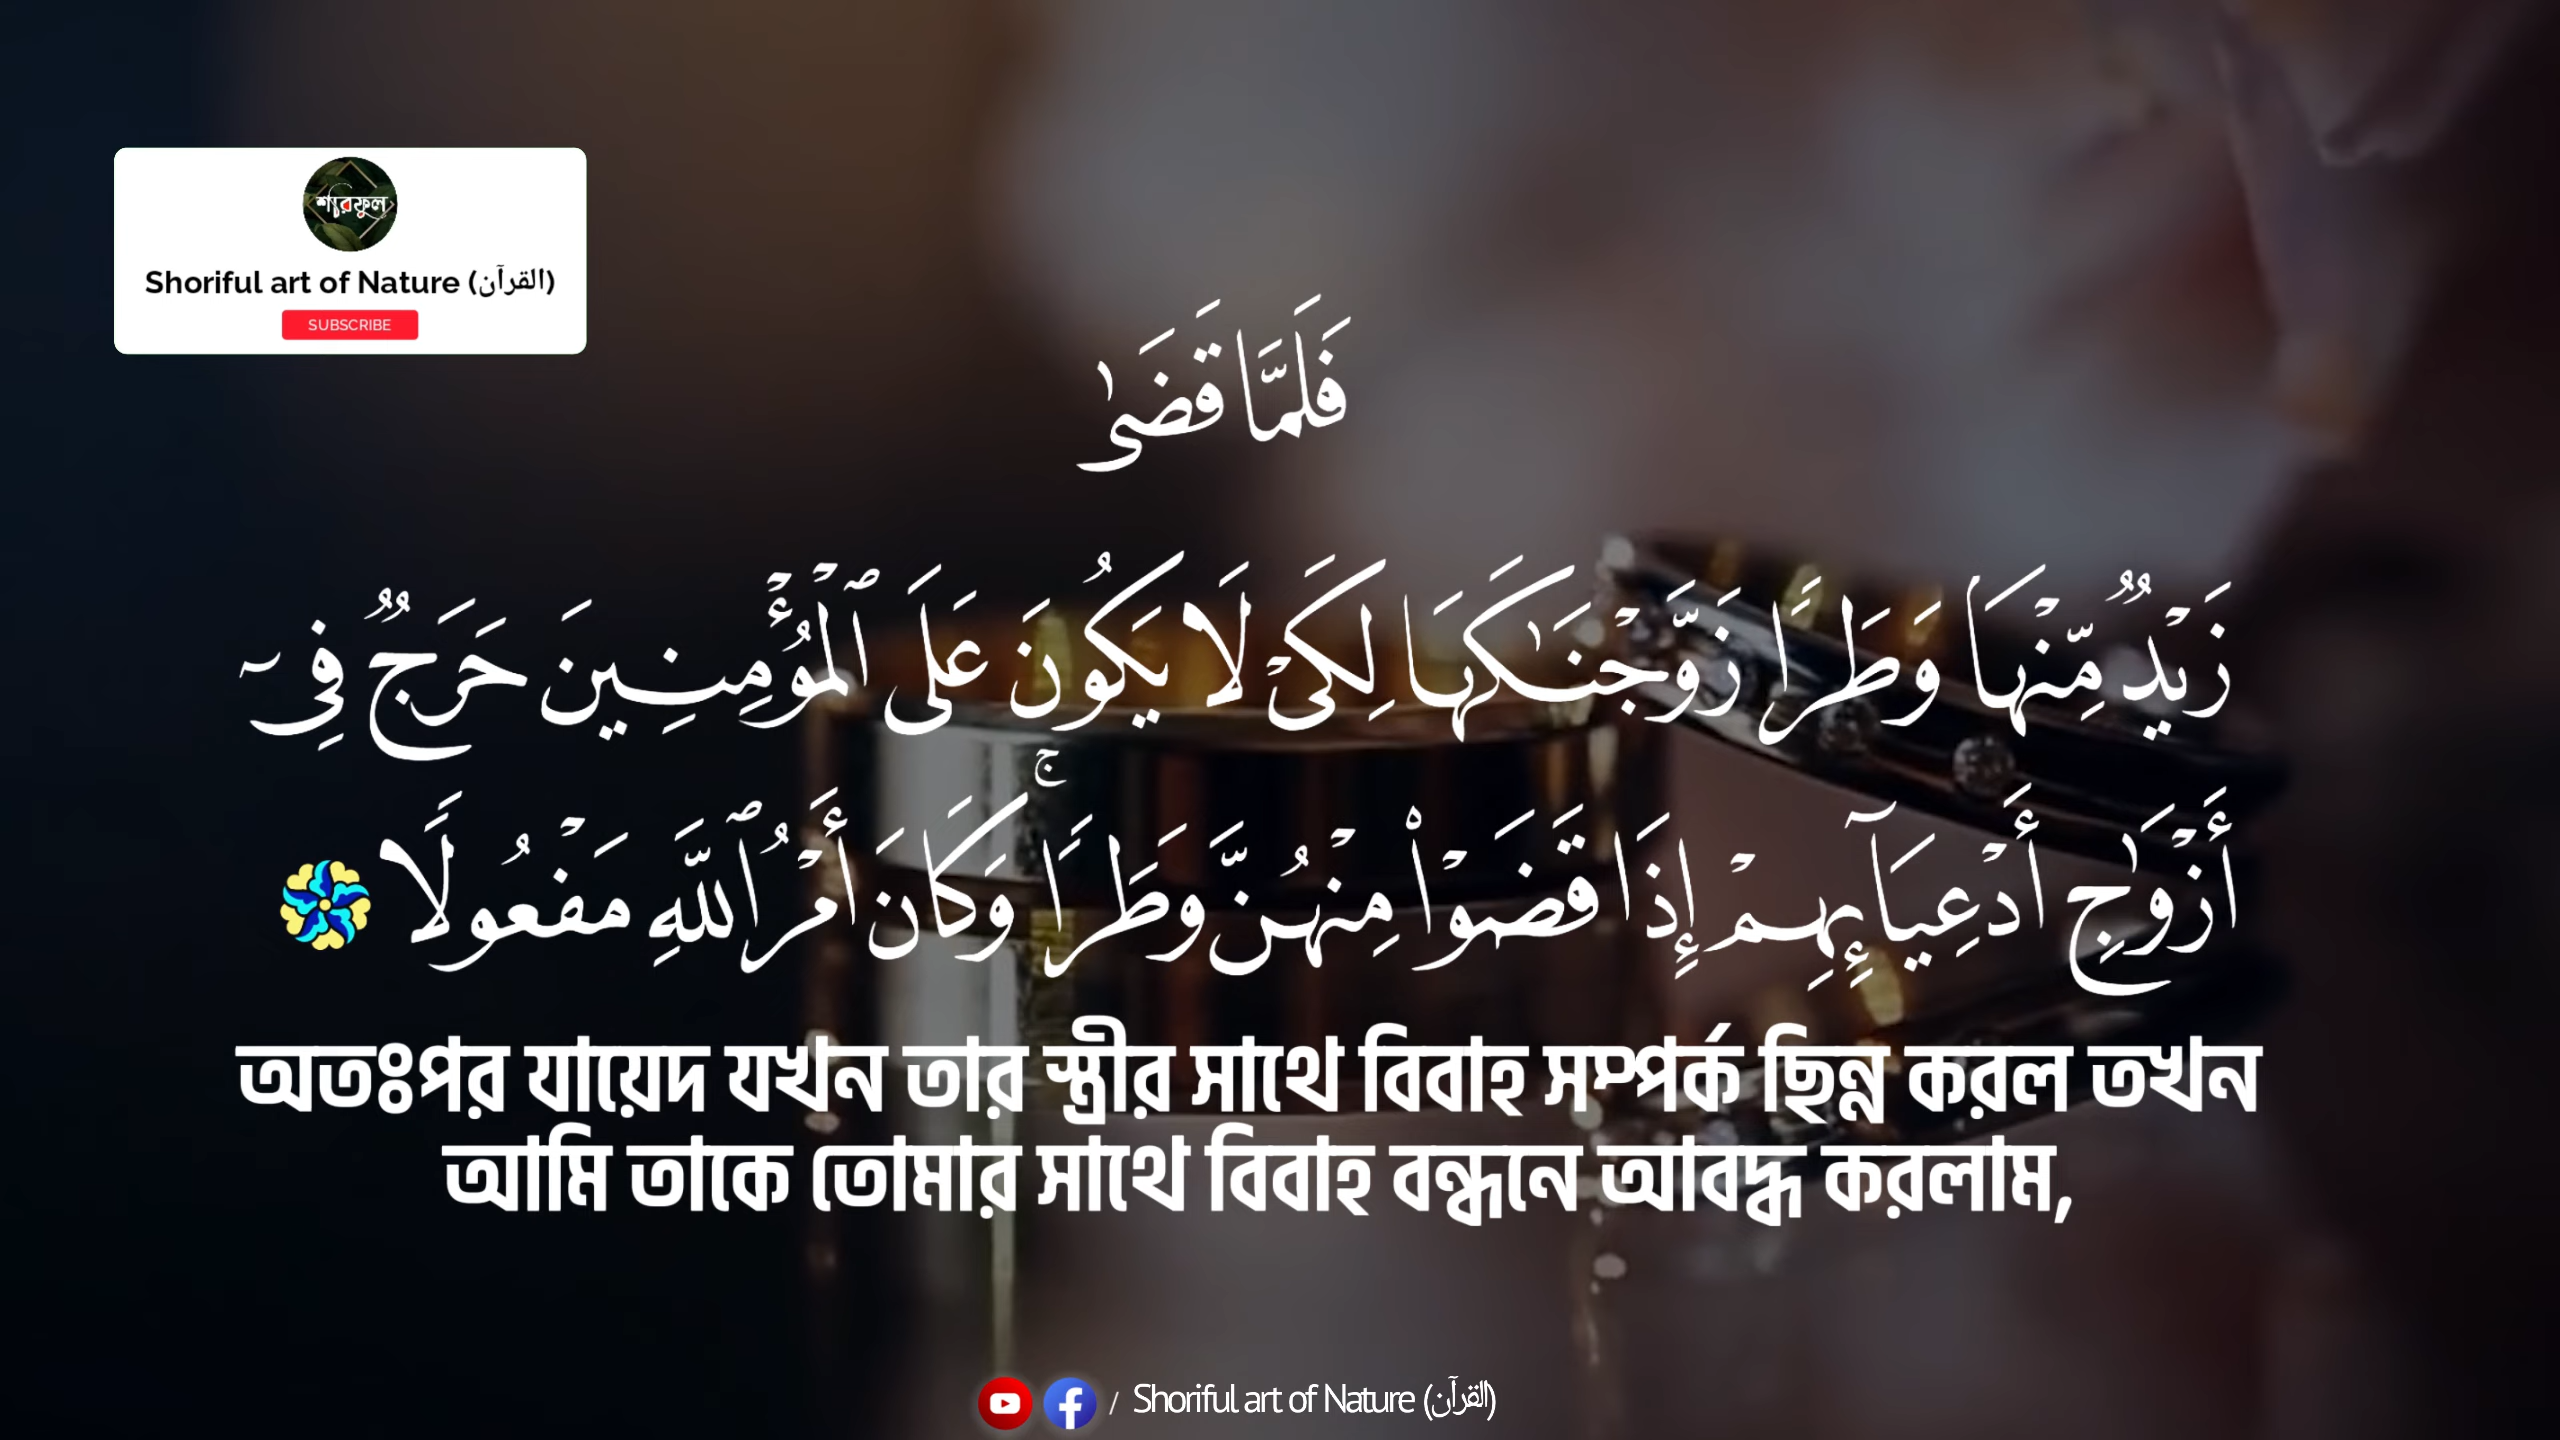 শরিফুল
Shoriful art of Nature (القرآن)
SUBSCRIBE
فَلَمَّا قَضَىٰ
زَيْدٌ مِّنْهَا وَطَرًا زَوَّجْنَـٰكَهَا لِكَىْ لَا يَكُونَ عَلَى ٱلْمُؤْمِنِينَ حَرَجٌ فِىٓ
أَزْوَٰجِ أَدْعِيَآئِهِمْ إِذَا قَضَوْا۟ مِنْهُنَّ وَطَرًا ۚ وَكَانَ أَمْرُ ٱللَّهِ مَفْعُولًا
অতঃপর যায়েদ যখন তার স্ত্রীর সাথে বিবাহ সম্পর্ক ছিন্ন করল তখন
আমি তাকে তোমার সাথে বিবাহ বন্ধনে আবদ্ধ করলাম,
/ Shoriful art of Nature (القرآن)